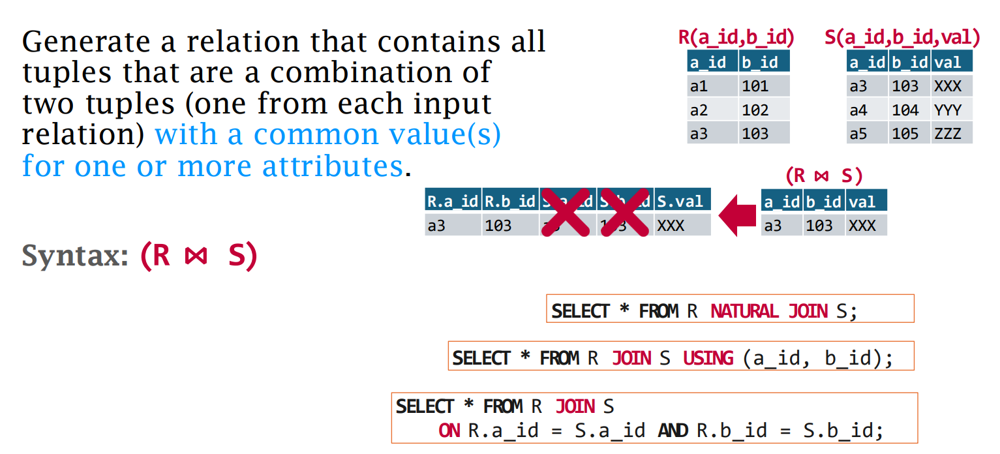 Generate a relation that contains all
tuples that are a combination of
two tuples (one from each input
relation) with a common value(s)
for one or more attributes.
Syntax: (R ⋈ S)
R(a_id,b_id)
a_id b_id
a1 101
a2 102
a3 103
S(a_id,b_id,val)
a_id b_id val
a3 103 XXX
a4 104 YYY
a5 105 ZZZ
(R ⋈ S)
R.a_id R.b_id S.a_id S.b_id S.val
a3 103 a3 103 XXX
a_id b_id val
a3 103 XXX
SELECT * FROM R NATURAL JOIN S;
SELECT * FROM R JOIN S USING (a_id, b_id);
SELECT * FROM R JOIN S
ON R.a_id = S.a_id AND R.b_id = S.b_id;